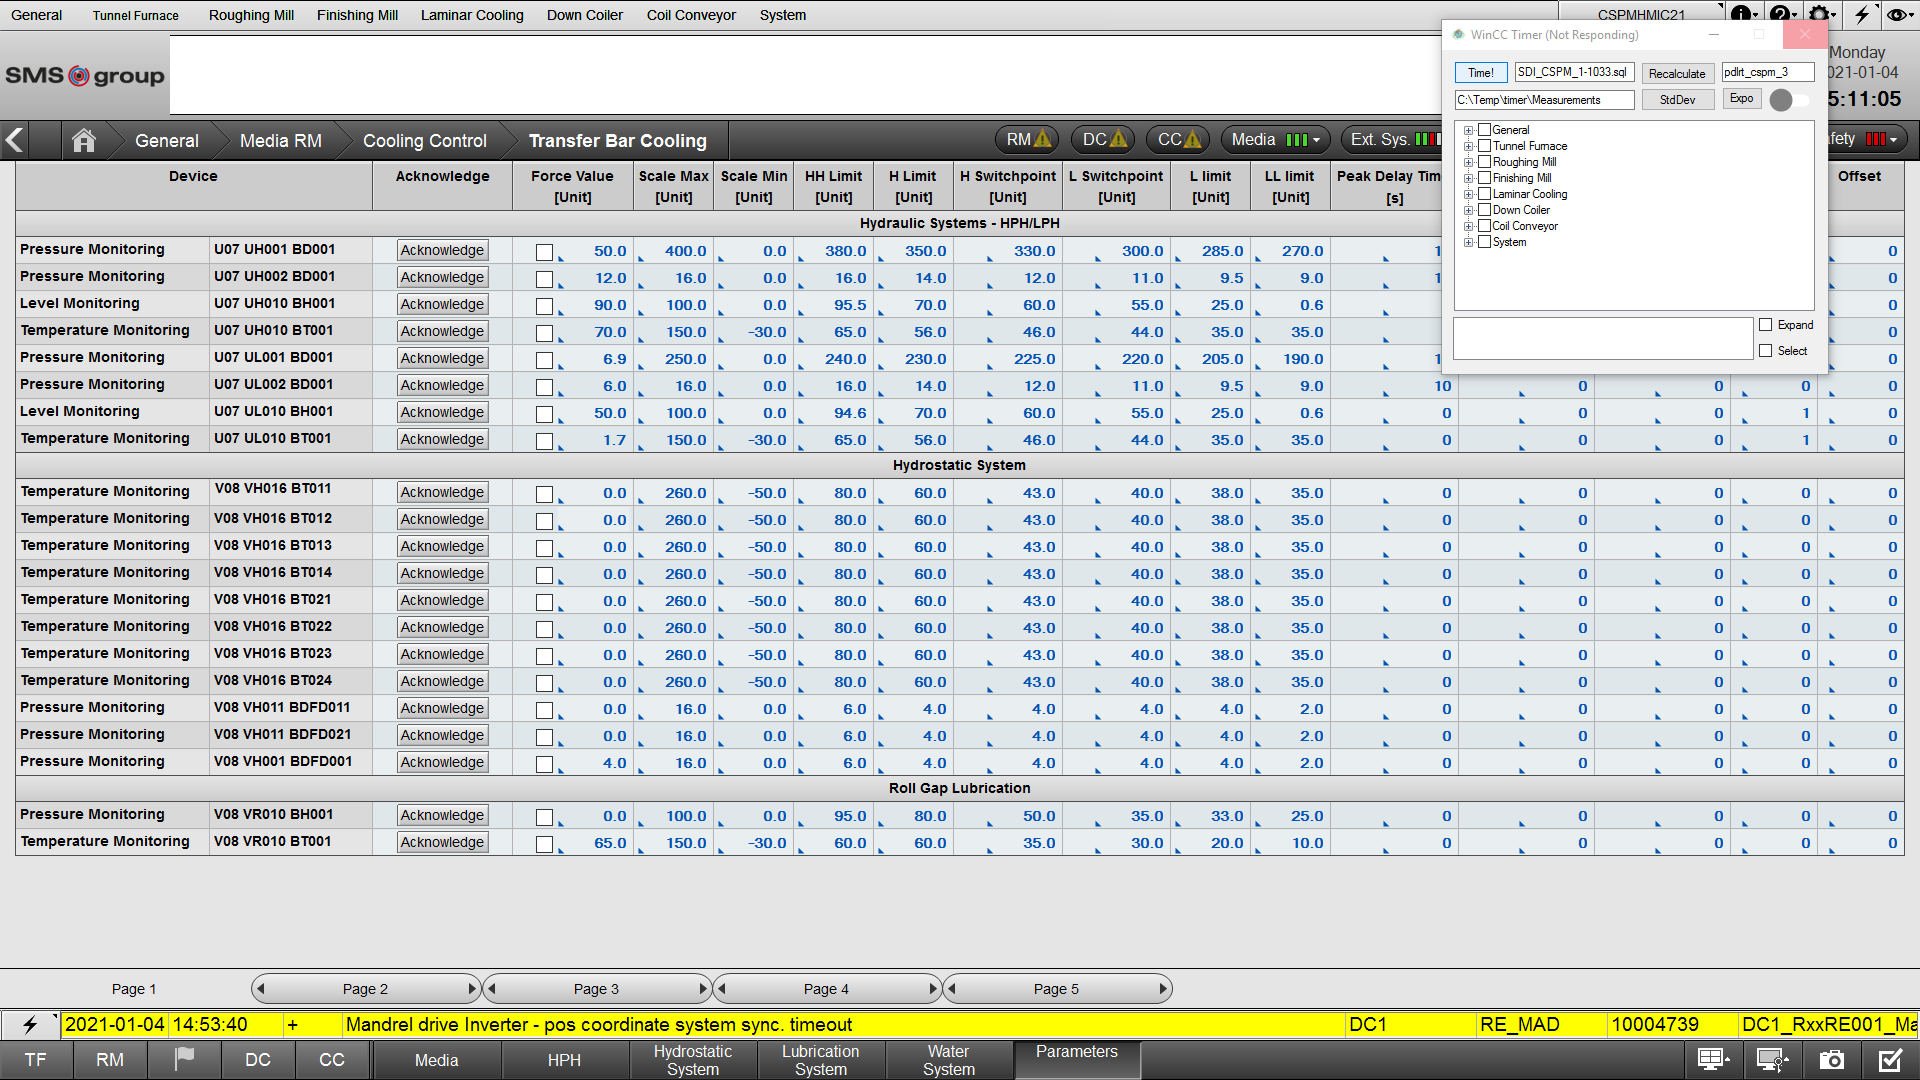 General Tunnel Furnace Roughing Mill Finishing Mill Laminar Cooling Down Coiler Coil Conveyor System CSPMHMIC21
SMS group
Monday
2021-01-04
5:11:05
WinCC Timer (Not Responding)
Time! SDI_CSPM_1-1033.sql Recalculate pdlrt_cspm_3
C:\Temp\timer\Measurements StdDev Expo
General
Tunnel Furnace
Roughing Mill
Finishing Mill
Laminar Cooling
Down Coiler
Coil Conveyor
System
Expand
Select
General Media RM Cooling Control Transfer Bar Cooling RM DC CC Media Ext. Sys.
Device Acknowledge Force Value [Unit] Scale Max [Unit] Scale Min [Unit] HH Limit [Unit] H Limit [Unit] H Switchpoint [Unit] L Switchpoint [Unit] L limit [Unit] LL limit [Unit] Peak Delay Tim [s] Offset
Hydraulic Systems - HPH/LPH
Pressure Monitoring U07 UH001 BD001 Acknowledge 50.0 400.0 0.0 380.0 350.0 330.0 300.0 285.0 270.0 1 0
Pressure Monitoring U07 UH002 BD001 Acknowledge 12.0 16.0 0.0 16.0 14.0 12.0 11.0 9.5 9.0 1 0
Level Monitoring U07 UH010 BH001 Acknowledge 90.0 100.0 0.0 95.5 70.0 60.0 55.0 25.0 0.6 0
Temperature Monitoring U07 UH010 BT001 Acknowledge 70.0 150.0 -30.0 65.0 56.0 46.0 44.0 35.0 35.0 0
Pressure Monitoring U07 UL001 BD001 Acknowledge 6.9 250.0 0.0 240.0 230.0 225.0 220.0 205.0 190.0 1 0
Pressure Monitoring U07 UL002 BD001 Acknowledge 6.0 16.0 0.0 16.0 14.0 12.0 11.0 9.5 9.0 10 0 0 0 0
Level Monitoring U07 UL010 BH001 Acknowledge 50.0 100.0 0.0 94.6 70.0 60.0 55.0 25.0 0.6 0 0 0 1 0
Temperature Monitoring U07 UL010 BT001 Acknowledge 1.7 150.0 -30.0 65.0 56.0 46.0 44.0 35.0 35.0 0 0 0 1 0
Hydrostatic System
Temperature Monitoring V08 VH016 BT011 Acknowledge 0.0 260.0 -50.0 80.0 60.0 43.0 40.0 38.0 35.0 0 0 0 0 0
Temperature Monitoring V08 VH016 BT012 Acknowledge 0.0 260.0 -50.0 80.0 60.0 43.0 40.0 38.0 35.0 0 0 0 0 0
Temperature Monitoring V08 VH016 BT013 Acknowledge 0.0 260.0 -50.0 80.0 60.0 43.0 40.0 38.0 35.0 0 0 0 0 0
Temperature Monitoring V08 VH016 BT014 Acknowledge 0.0 260.0 -50.0 80.0 60.0 43.0 40.0 38.0 35.0 0 0 0 0 0
Temperature Monitoring V08 VH016 BT021 Acknowledge 0.0 260.0 -50.0 80.0 60.0 43.0 40.0 38.0 35.0 0 0 0 0 0
Temperature Monitoring V08 VH016 BT022 Acknowledge 0.0 260.0 -50.0 80.0 60.0 43.0 40.0 38.0 35.0 0 0 0 0 0
Temperature Monitoring V08 VH016 BT023 Acknowledge 0.0 260.0 -50.0 80.0 60.0 43.0 40.0 38.0 35.0 0 0 0 0 0
Temperature Monitoring V08 VH016 BT024 Acknowledge 0.0 260.0 -50.0 80.0 60.0 43.0 40.0 38.0 35.0 0 0 0 0 0
Pressure Monitoring V08 VH011 BDFD011 Acknowledge 0.0 16.0 0.0 6.0 4.0 4.0 4.0 4.0 2.0 0 0 0 0 0
Pressure Monitoring V08 VH011 BDFD021 Acknowledge 0.0 16.0 0.0 6.0 4.0 4.0 4.0 4.0 2.0 0 0 0 0 0
Pressure Monitoring V08 VH001 BDFD001 Acknowledge 4.0 16.0 0.0 6.0 4.0 4.0 4.0 4.0 2.0 0 0 0 0 0
Roll Gap Lubrication
Pressure Monitoring V08 VR010 BH001 Acknowledge 0.0 100.0 0.0 95.0 80.0 50.0 35.0 33.0 25.0 0 0 0 0 0
Temperature Monitoring V08 VR010 BT001 Acknowledge 65.0 150.0 -30.0 60.0 60.0 35.0 30.0 20.0 10.0 0 0 0 0 0
Page 1 Page 2 Page 3 Page 4 Page 5
2021-01-04 14:53:40 + Mandrel drive Inverter - pos coordinate system sync. timeout DC1 RE_MAD 10004739 DC1_RxxRE001_Ma
TF RM DC CC Media HPH Hydrostatic System Lubrication System Water System Parameters